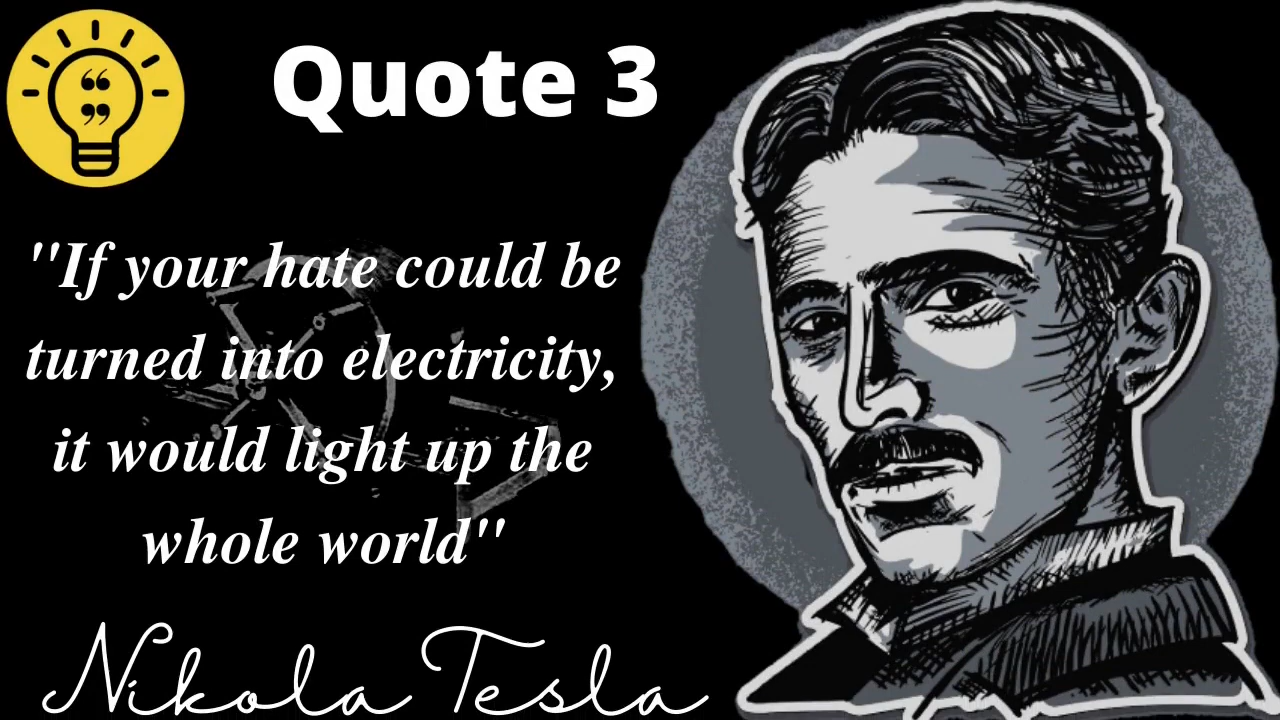 Quote 3
"If your hate could be
turned into electricity,
it would light up the
whole world"
Nikola Tesla